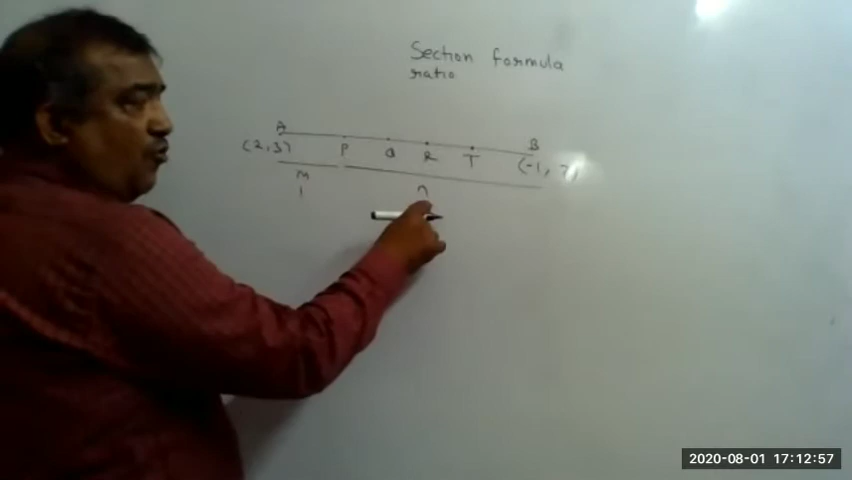 Section formula
ratio
A B
(2,3) P Q R T (-1, 7)
m n
1
2020-08-01 17:12:57